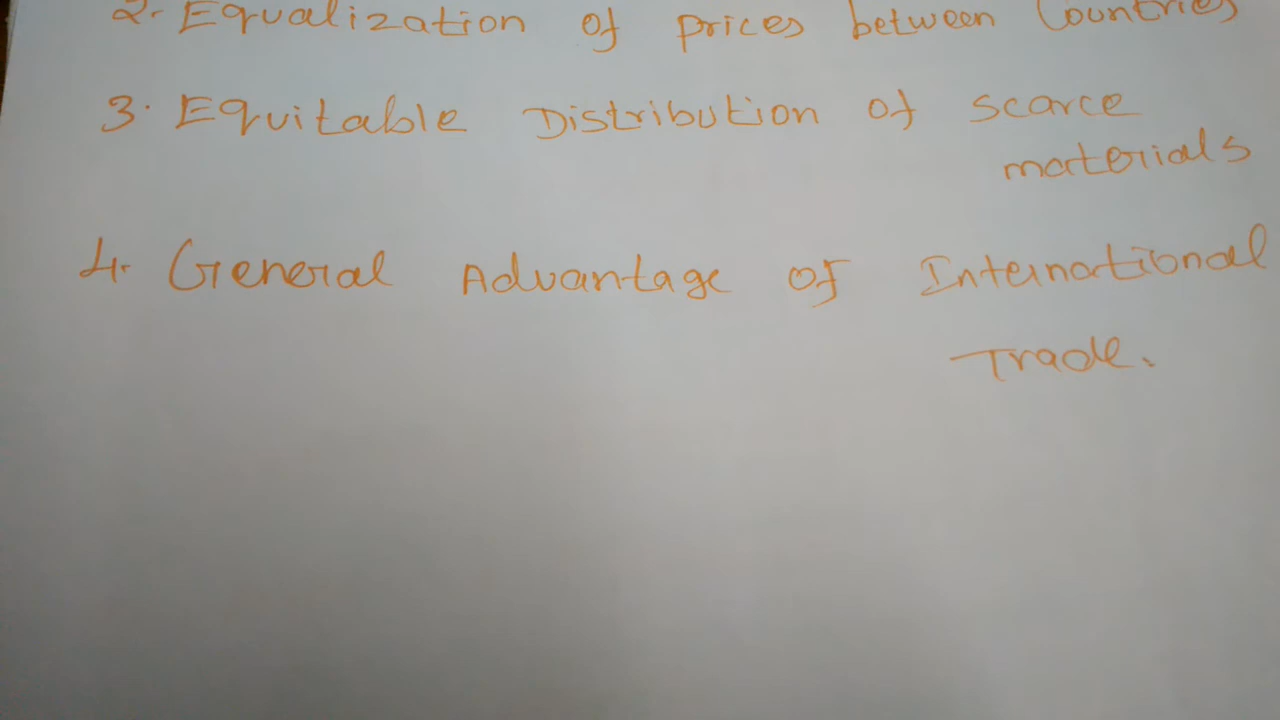 2. Equalization of prices between Countries
3. Equitable Distribution of scarce
materials
4. General Advantage of International
Trade.